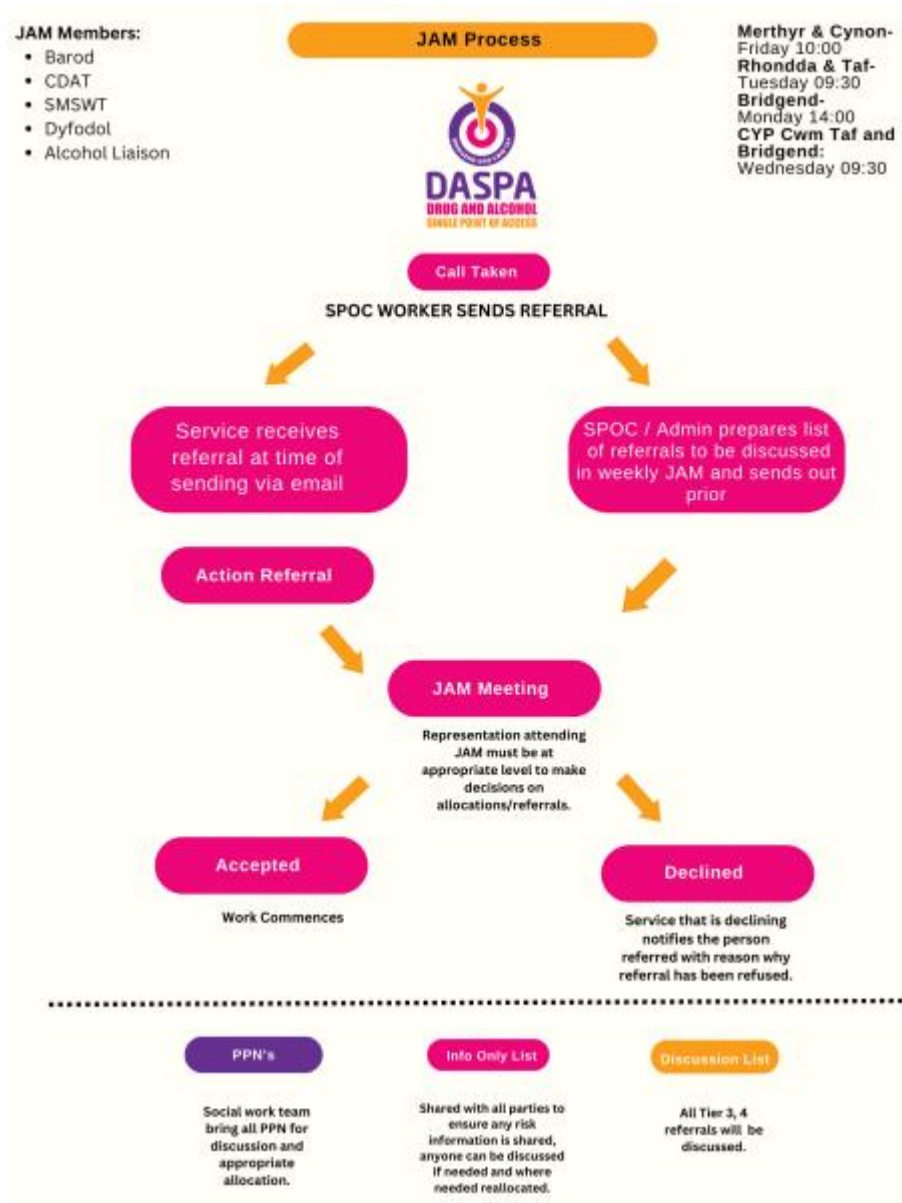 JAM Members:
• Barod
• CDAT
• SMSWT
• Dyfodol
• Alcohol Liaison
JAM Process
Merthyr & Cynon-
Friday 10:00
Rhondda & Taf-
Tuesday 09:30
Bridgend-
Monday 14:00
CYP Cwm Taf and
Bridgend:
Wednesday 09:30
DASPA
DRUG AND ALCOHOL
SINGLE POINT OF ACCESS
Call Taken
SPOC WORKER SENDS REFERRAL
Service receives
referral at time of
sending via email
SPOC / Admin prepares list
of referrals to be discussed
in weekly JAM and sends out
prior
Action Referral
JAM Meeting
Representation attending
JAM must be at
appropriate level to make
decisions on
allocations/referrals.
Accepted
Work Commences
Declined
Service that is declining
notifies the person
referred with reason why
referral has been refused.
PPN's
Social work team
bring all PPN for
discussion and
appropriate
allocation.
Info Only List
Shared with all parties to
ensure any risk
information is shared,
anyone can be discussed
if needed and where
needed reallocated.
Discussion List
All Tier 3, 4
referrals will be
discussed.